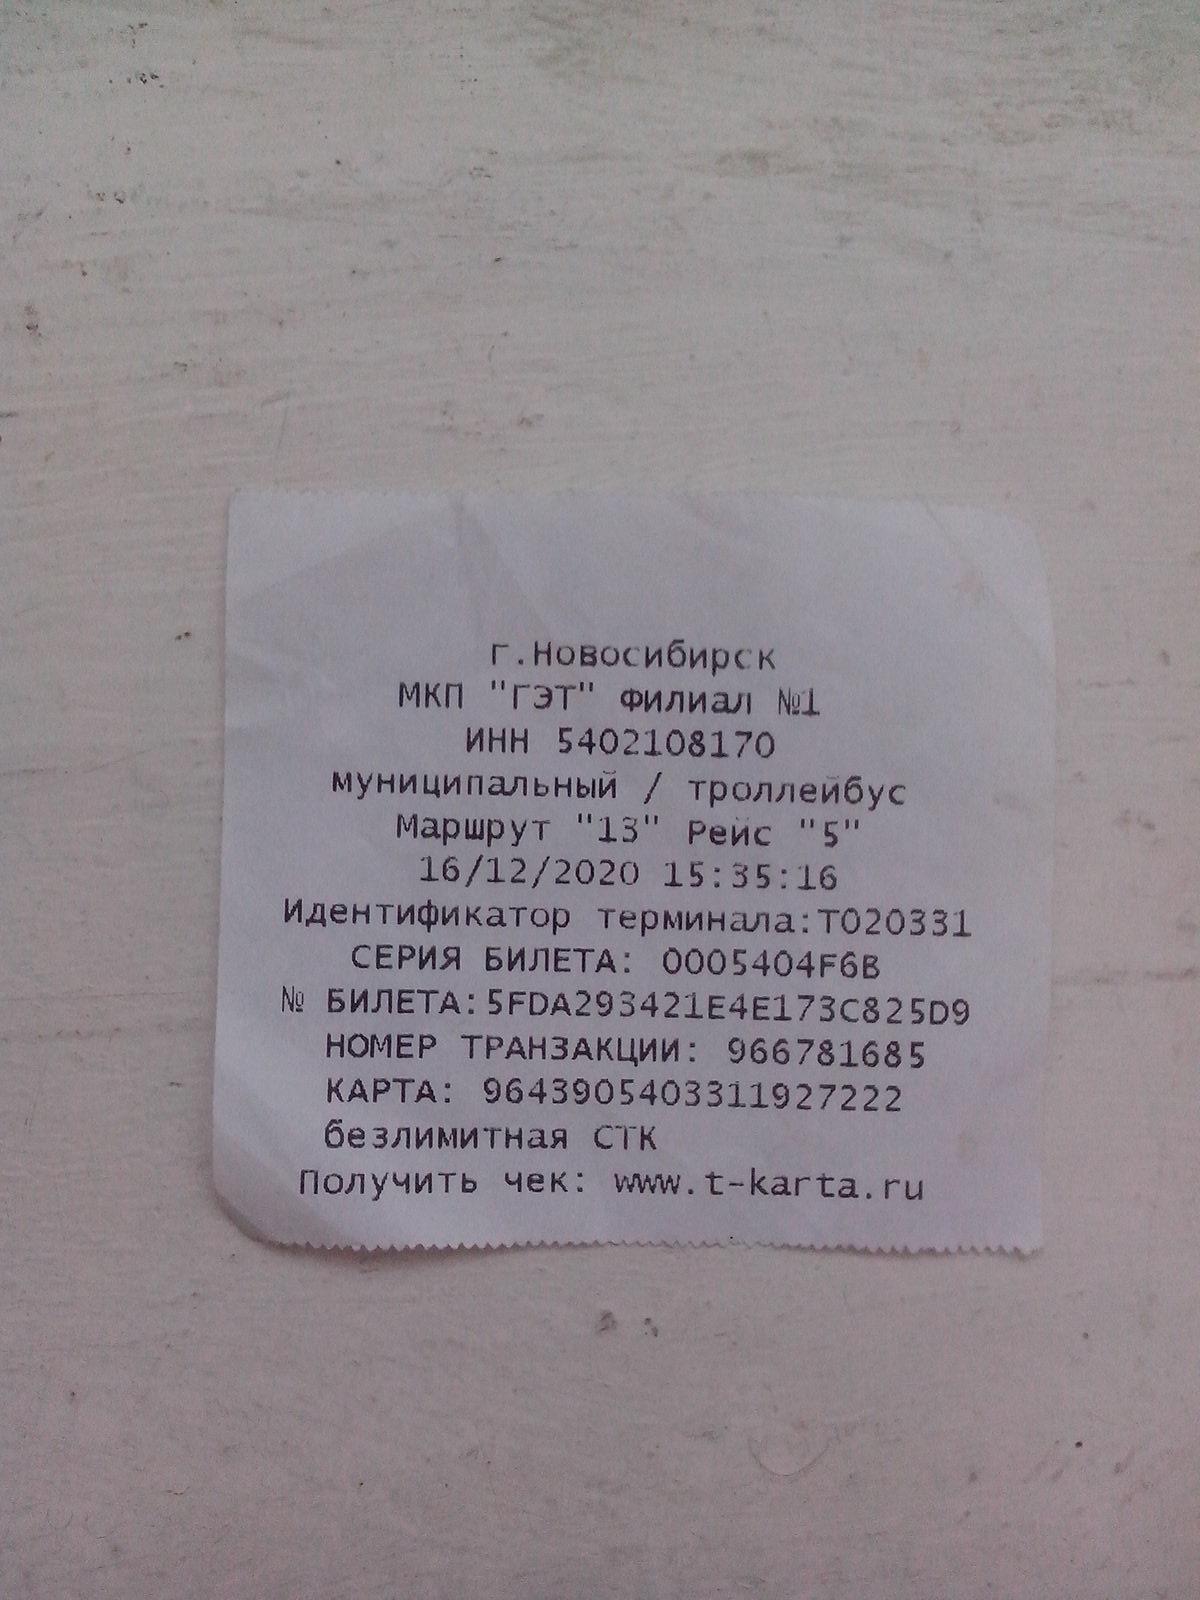 г.Новосибирск
МКП "ГЭТ" Филиал №1
ИНН 5402108170
муниципальный / троллейбус
Маршрут "13" Рейс "5"
16/12/2020 15:35:16
Идентификатор терминала:T020331
СЕРИЯ БИЛЕТА: 0005404F6B
№ БИЛЕТА:5FDA293421E4E173C825D9
НОМЕР ТРАНЗАКЦИИ: 966781685
КАРТА: 9643905403311927222
безлимитная СТК
Получить чек: www.t-karta.ru